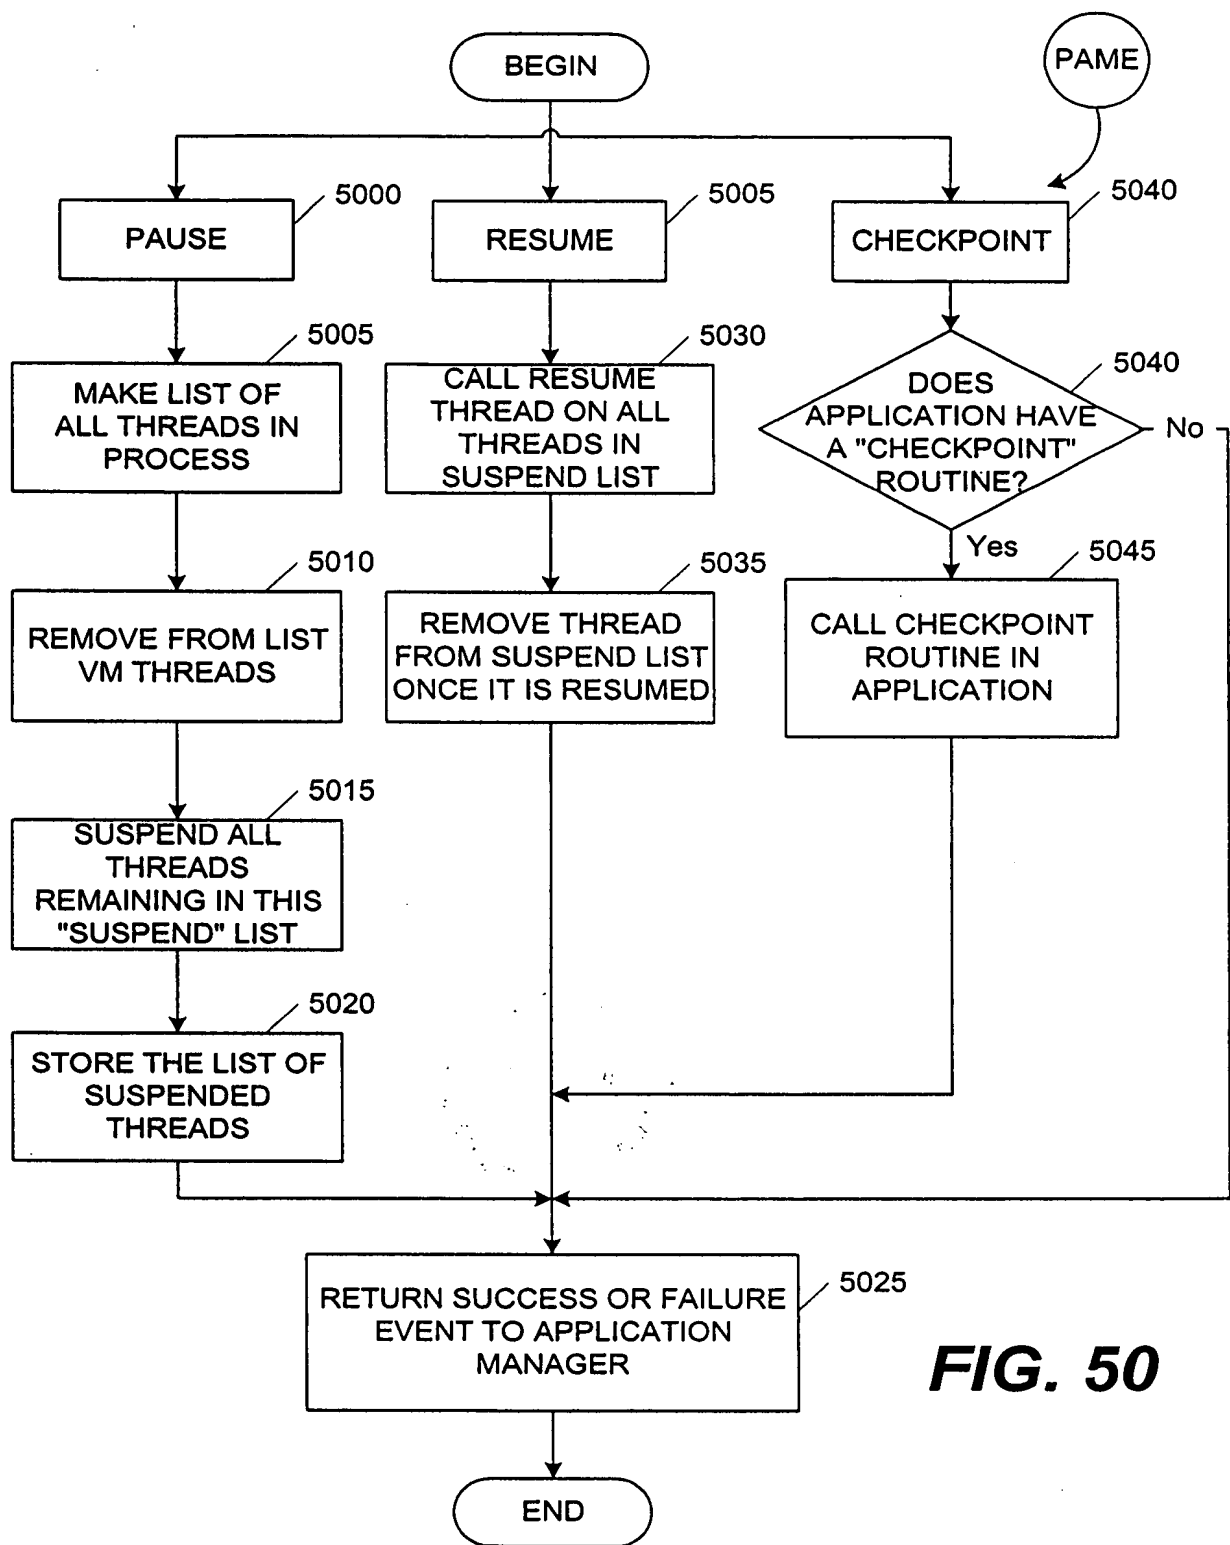 BEGIN
PAME
5000
PAUSE
5005
RESUME
5040
CHECKPOINT
5005
MAKE LIST OF
ALL THREADS IN
PROCESS
5030
CALL RESUME
THREAD ON ALL
THREADS IN
SUSPEND LIST
5040
DOES
APPLICATION HAVE
A "CHECKPOINT"
ROUTINE?
No
Yes
5010
REMOVE FROM LIST
VM THREADS
5035
REMOVE THREAD
FROM SUSPEND LIST
ONCE IT IS RESUMED
5045
CALL CHECKPOINT
ROUTINE IN
APPLICATION
5015
SUSPEND ALL
THREADS
REMAINING IN THIS
"SUSPEND" LIST
5020
STORE THE LIST OF
SUSPENDED
THREADS
5025
RETURN SUCCESS OR FAILURE
EVENT TO APPLICATION
MANAGER
FIG. 50
END